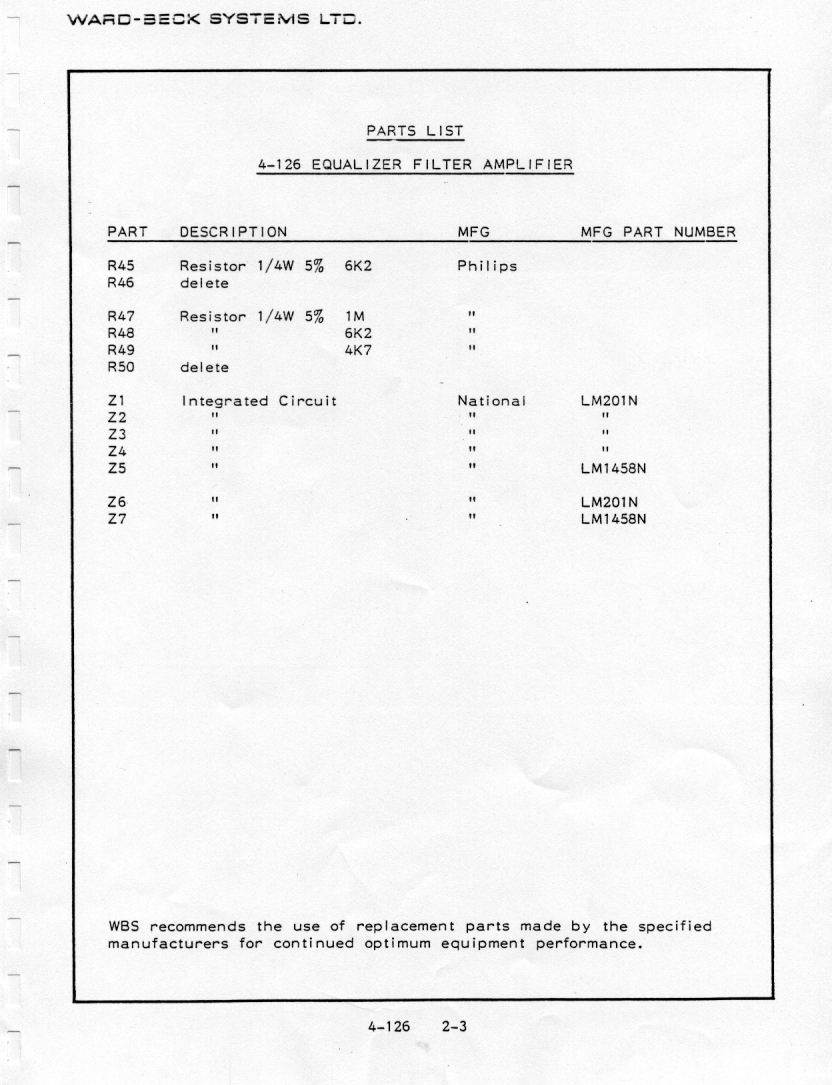 WARD-BECK SYSTEMS LTD.
PARTS LIST
4-126 EQUALIZER FILTER AMPLIFIER
PART DESCRIPTION MFG MFG PART NUMBER
R45 Resistor 1/4W 5% 6K2 Philips
R46 delete
R47 Resistor 1/4W 5% 1M "
R48 " 6K2 "
R49 " 4K7 "
R50 delete
Z1 Integrated Circuit National LM201N
Z2 " " "
Z3 " " "
Z4 " " "
Z5 " " LM1458N
Z6 " " LM201N
Z7 " " LM1458N
WBS recommends the use of replacement parts made by the specified
manufacturers for continued optimum equipment performance.
4-126 2-3